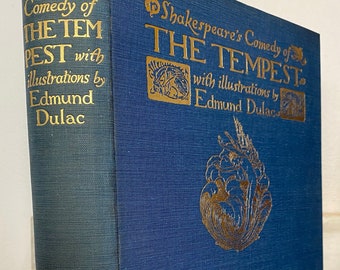 Comedy of
THE TEM
PEST with
illustrations by
Edmund
Dulac
Shakespeare's Comedy of
THE TEMPEST
with illustrations by
Edmund Dulac